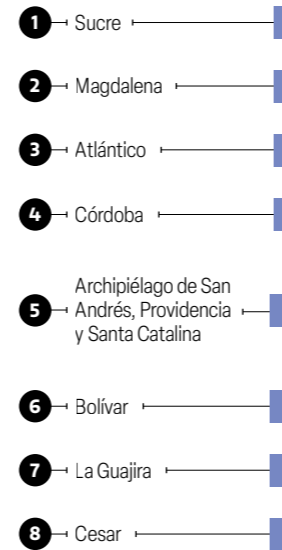 1 Sucre
2 Magdalena
3 Atlántico
4 Córdoba
Archipiélago de San
5 Andrés, Providencia
y Santa Catalina
6 Bolívar
7 La Guajira
8 Cesar